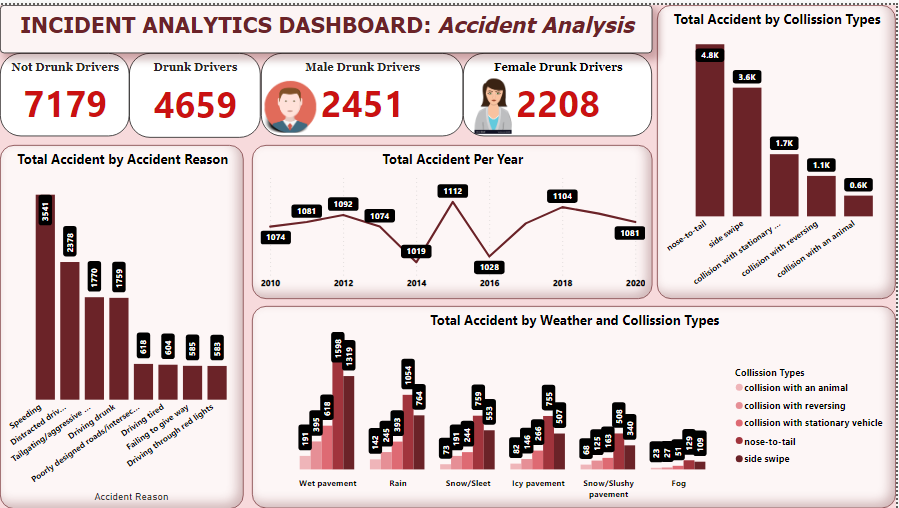 INCIDENT ANALYTICS DASHBOARD: Accident Analysis
Not Drunk Drivers
7179
Drunk Drivers
4659
Male Drunk Drivers
2451
Female Drunk Drivers
2208
Total Accident by Collission Types
4.8K
3.6K
1.7K
1.1K
0.6K
nose-to-tail
side swipe
collision with stationary ...
collision with reversing
collision with an animal
Total Accident by Accident Reason
3541
2378
1770
1759
618
604
585
583
Speeding
Distracted driv...
Tailgating/aggressive ...
Driving drunk
Poorly designed roads/intersec...
Driving tired
Failing to give way
Driving through red lights
Accident Reason
Total Accident Per Year
1074
1081
1092
1074
1019
1112
1028
1104
1081
2010
2012
2014
2016
2018
2020
Total Accident by Weather and Collission Types
191
395
618
1598
1319
142
245
393
1054
764
73
191
244
759
553
82
146
266
755
507
68
125
163
508
340
23
27
51
129
109
Wet pavement
Rain
Snow/Sleet
Icy pavement
Snow/Slushy
pavement
Fog
Collission Types
collision with an animal
collision with reversing
collision with stationary vehicle
nose-to-tail
side swipe